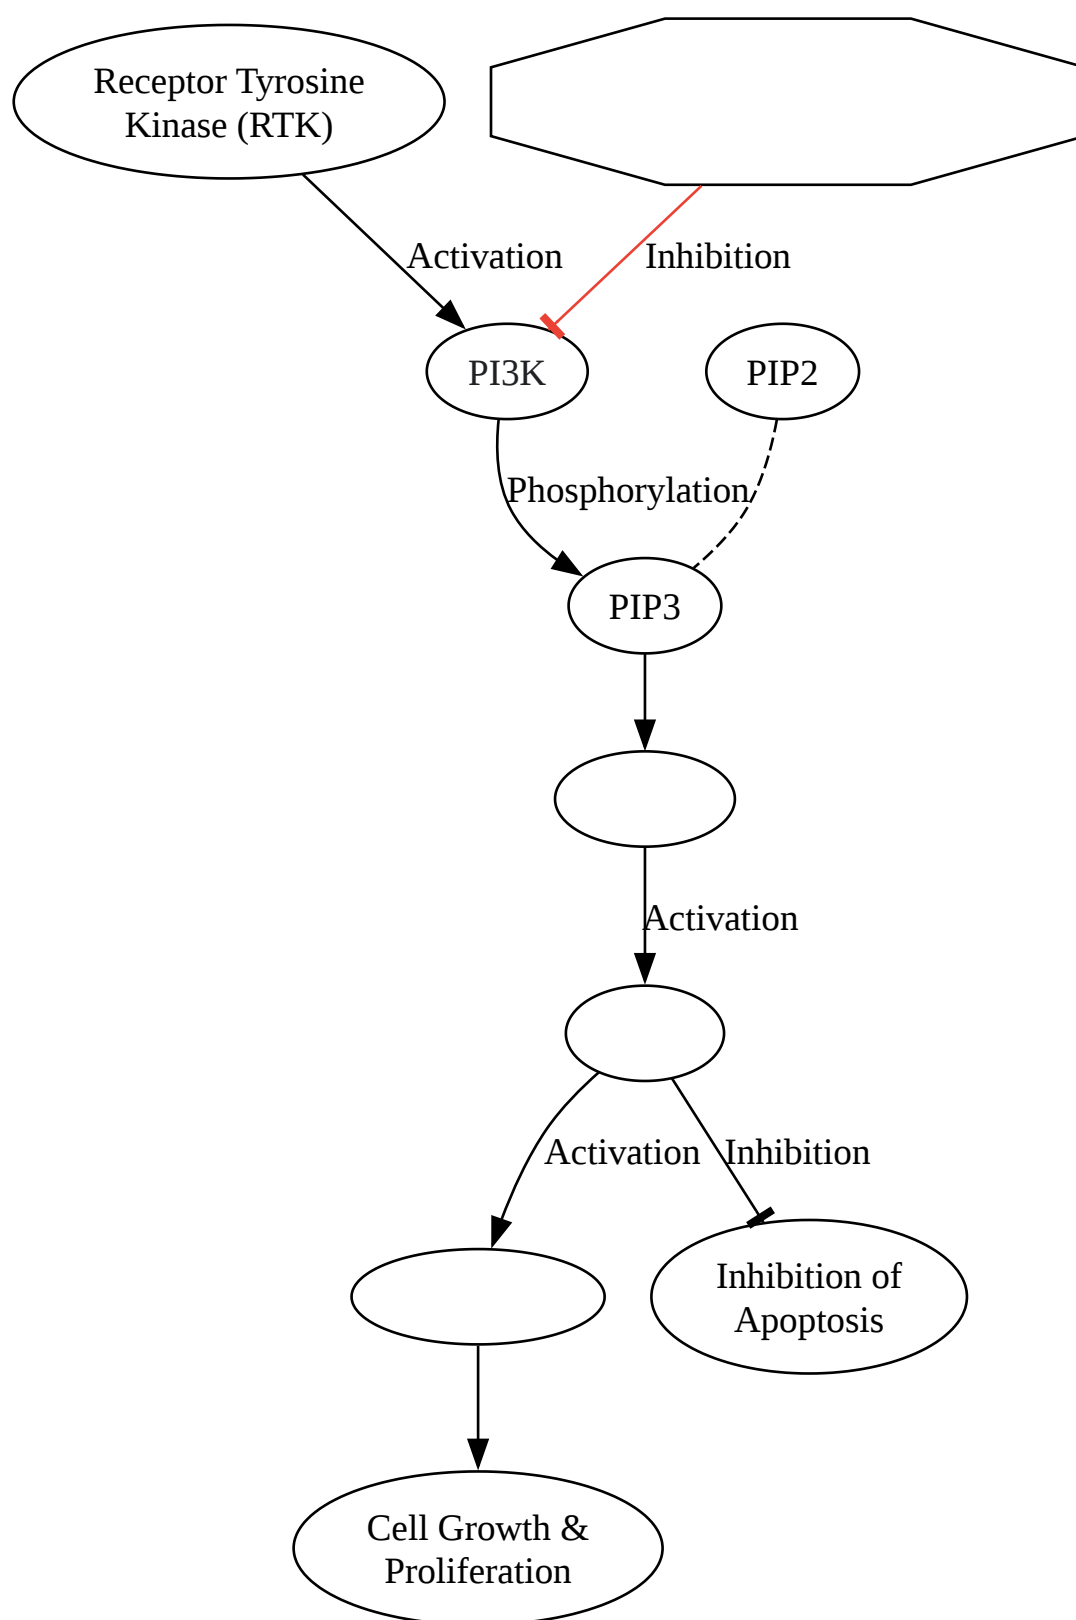 Receptor Tyrosine
Kinase (RTK)
Activation
Inhibition
PI3K
PIP2
Phosphorylation
PIP3
Activation
Activation
Inhibition
Inhibition of
Apoptosis
Cell Growth &
Proliferation